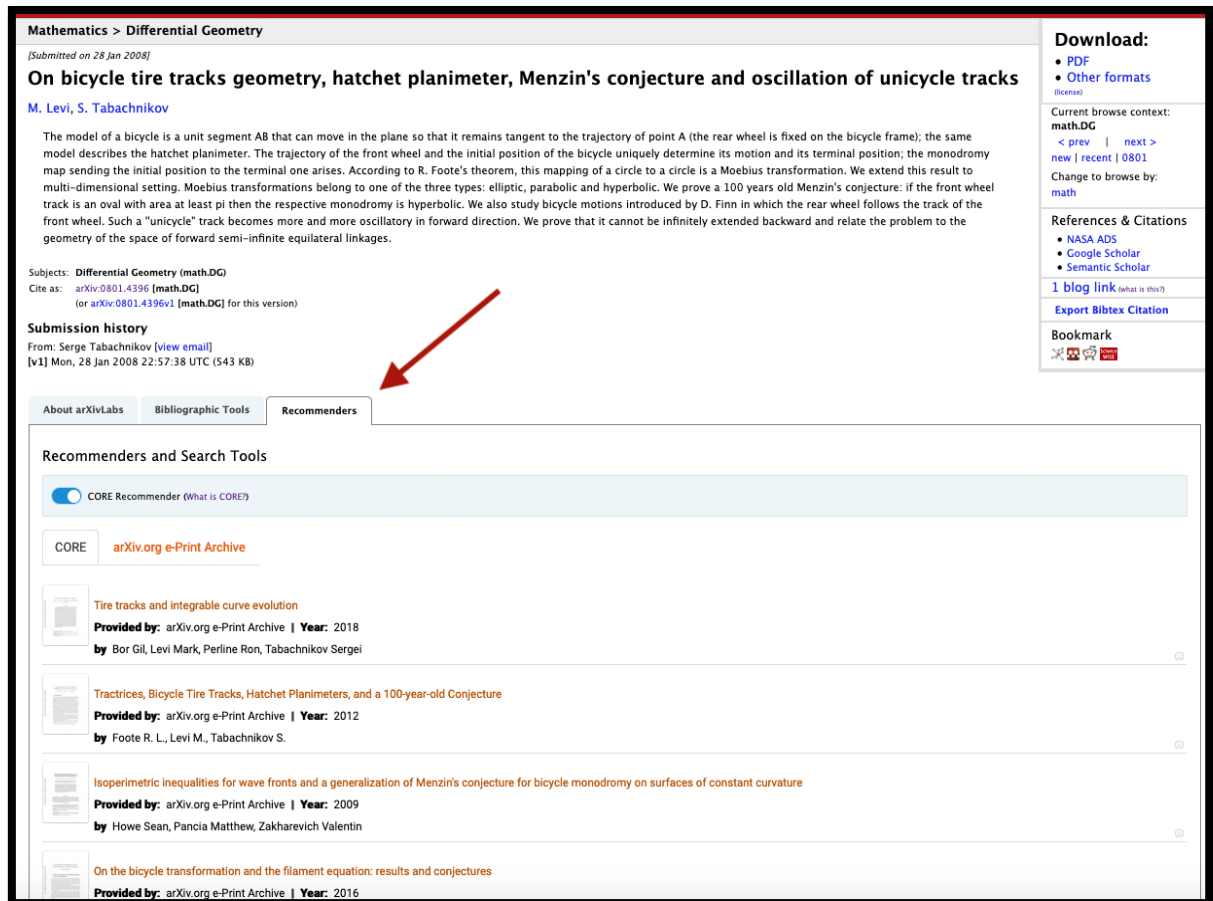 Mathematics > Differential Geometry
[Submitted on 28 Jan 2008]
On bicycle tire tracks geometry, hatchet planimeter, Menzin's conjecture and oscillation of unicycle tracks
M. Levi, S. Tabachnikov
The model of a bicycle is a unit segment AB that can move in the plane so that it remains tangent to the trajectory of point A (the rear wheel is fixed on the bicycle frame); the same
model describes the hatchet planimeter. The trajectory of the front wheel and the initial position of the bicycle uniquely determine its motion and its terminal position; the monodromy
map sending the initial position to the terminal one arises. According to R. Foote's theorem, this mapping of a circle to a circle is a Moebius transformation. We extend this result to
multi-dimensional setting. Moebius transformations belong to one of the three types: elliptic, parabolic and hyperbolic. We prove a 100 years old Menzin's conjecture: if the front wheel
track is an oval with area at least pi then the respective monodromy is hyperbolic. We also study bicycle motions introduced by D. Finn in which the rear wheel follows the track of the
front wheel. Such a "unicycle" track becomes more and more oscillatory in forward direction. We prove that it cannot be infinitely extended backward and relate the problem to the
geometry of the space of forward semi-infinite equilateral linkages.
Subjects: Differential Geometry (math.DG)
Cite as: arXiv:0801.4396 [math.DG]
(or arXiv:0801.4396v1 [math.DG] for this version)
Submission history
From: Serge Tabachnikov [view email]
[v1] Mon, 28 Jan 2008 22:57:38 UTC (543 KB)
Download:
• PDF
• Other formats
(license)
Current browse context:
math.DG
< prev | next >
new | recent | 0801
Change to browse by:
math
References & Citations
• NASA ADS
• Google Scholar
• Semantic Scholar
1 blog link (what is this?)
Export Bibtex Citation
Bookmark
About arXivLabs Bibliographic Tools Recommenders
Recommenders and Search Tools
CORE Recommender (What is CORE?)
CORE arXiv.org e-Print Archive
Tire tracks and integrable curve evolution
Provided by: arXiv.org e-Print Archive | Year: 2018
by Bor Gil, Levi Mark, Perline Ron, Tabachnikov Sergei
Tractrices, Bicycle Tire Tracks, Hatchet Planimeters, and a 100-year-old Conjecture
Provided by: arXiv.org e-Print Archive | Year: 2012
by Foote R. L., Levi M., Tabachnikov S.
Isoperimetric inequalities for wave fronts and a generalization of Menzin's conjecture for bicycle monodromy on surfaces of constant curvature
Provided by: arXiv.org e-Print Archive | Year: 2009
by Howe Sean, Pancia Matthew, Zakharevich Valentin
On the bicycle transformation and the filament equation: results and conjectures
Provided by: arXiv.org e-Print Archive | Year: 2016